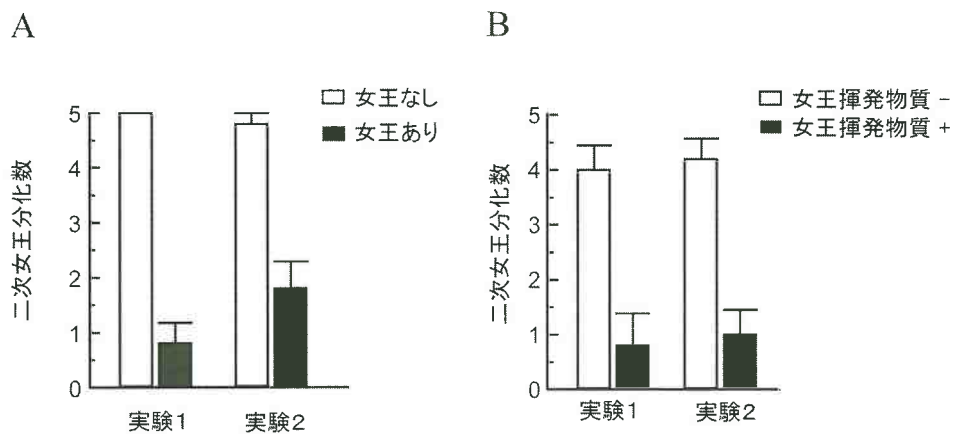 A
女王なし
女王あり
二次女王分化数
5
4
3
2
1
0
実験1
実験2
B
女王揮発物質 -
女王揮発物質 +
二次女王分化数
5
4
3
2
1
0
実験1
実験2